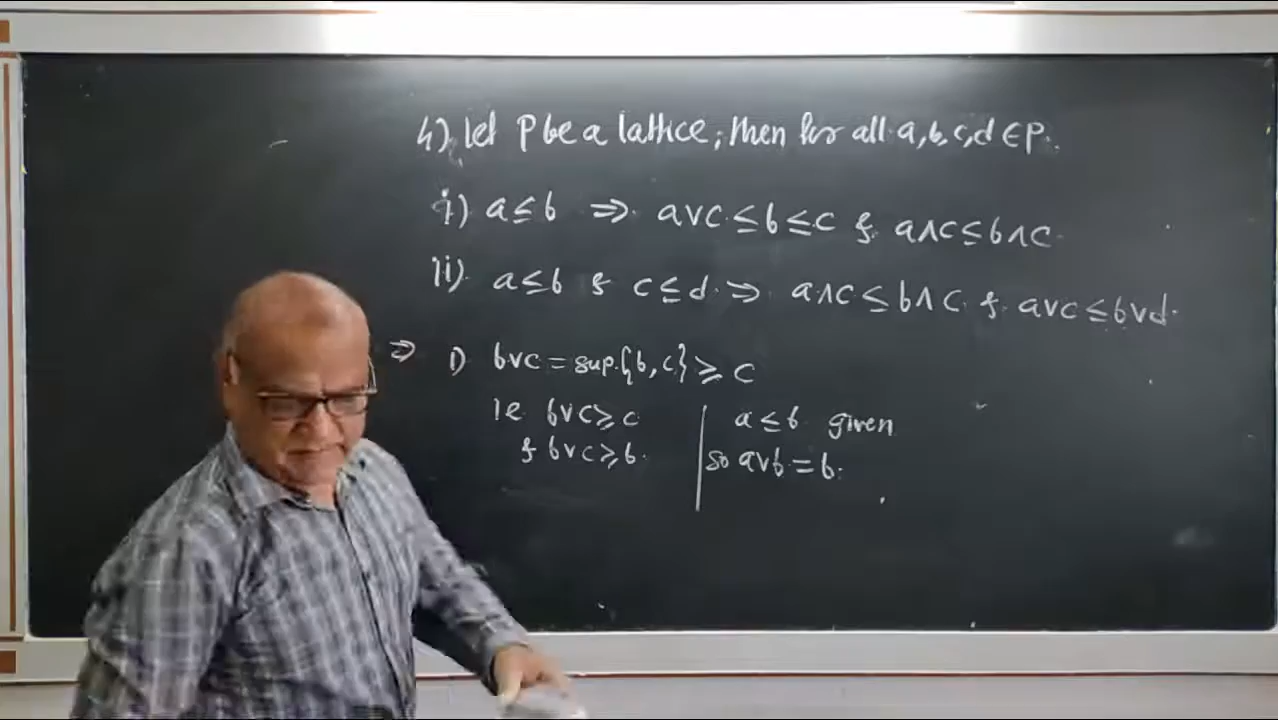 4) let P be a lattice, then for all a, b, c, d ∈ P.
i) a ≤ b ⇒ a∨c ≤ b ≤ c & a∧c ≤ b∧c
ii) a ≤ b & c ≤ d ⇒ a∧c ≤ b∧c & a∨c ≤ b∨d
⇒ i) b∨c = sup{b, c} ≥ c
ie b∨c ≥ c
& b∨c ≥ b
a ≤ b given
so a∨b = b